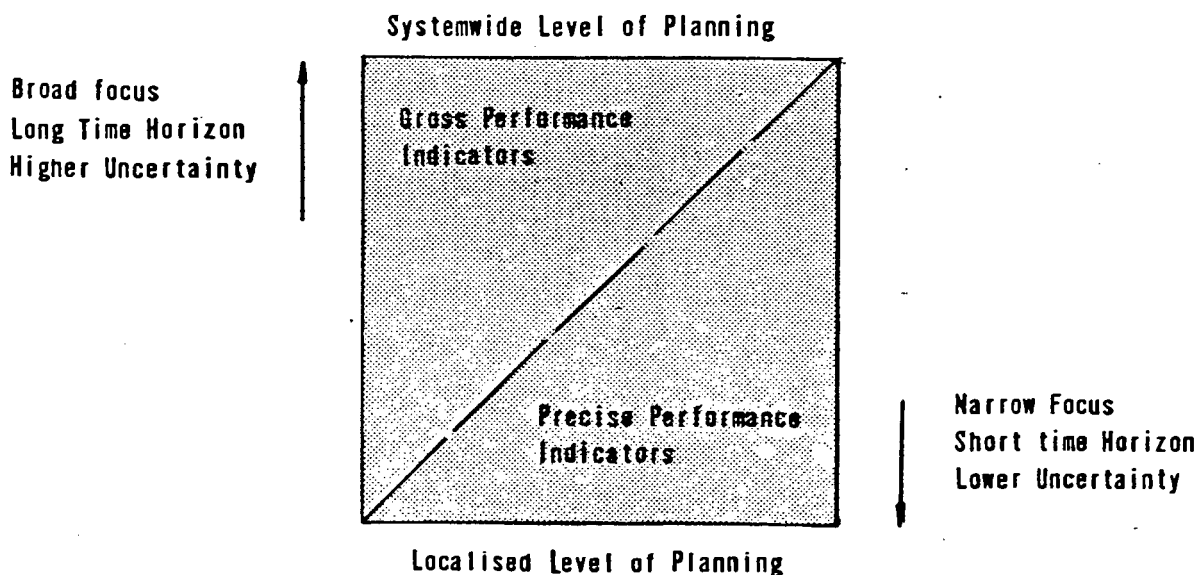 Systemwide Level of Planning
Broad focus
Long Time Horizon
Higher Uncertainty
Gross Performance
Indicators
Precise Performance
Indicators
Narrow Focus
Short time Horizon
Lower Uncertainty
Localised Level of Planning